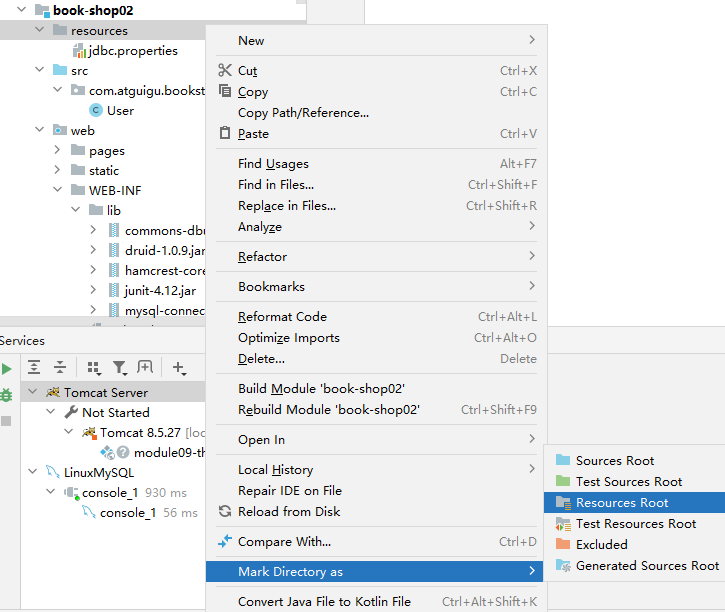 book-shop02
resources
jdbc.properties
src
com.atguigu.bookst
User
web
pages
static
WEB-INF
lib
commons-dbu
druid-1.0.9.jar
hamcrest-core
junit-4.12.jar
mysql-connec
New
Cut Ctrl+X
Copy Ctrl+C
Copy Path/Reference...
Paste Ctrl+V
Find Usages Alt+F7
Find in Files... Ctrl+Shift+F
Replace in Files... Ctrl+Shift+R
Analyze
Refactor
Bookmarks
Reformat Code Ctrl+Alt+L
Optimize Imports Ctrl+Alt+O
Delete... Delete
Build Module 'book-shop02'
Rebuild Module 'book-shop02' Ctrl+Shift+F9
Open In
Local History
Repair IDE on File
Reload from Disk
Compare With... Ctrl+D
Mark Directory as
Convert Java File to Kotlin File Ctrl+Alt+Shift+K
Sources Root
Test Sources Root
Resources Root
Test Resources Root
Excluded
Generated Sources Root
Services
Tomcat Server
Not Started
Tomcat 8.5.27 [loc
module09-th
LinuxMySQL
console_1 930 ms
console_1 56 ms